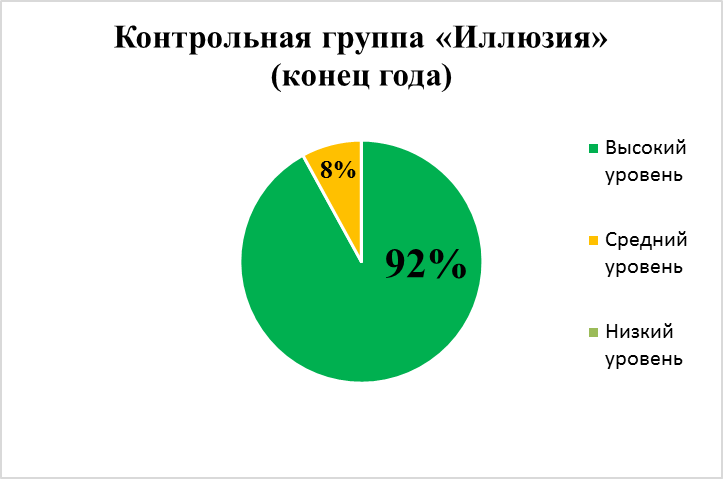 Контрольная группа «Иллюзия»
(конец года)
8%
92%
Высокий
уровень
Средний
уровень
Низкий
уровень